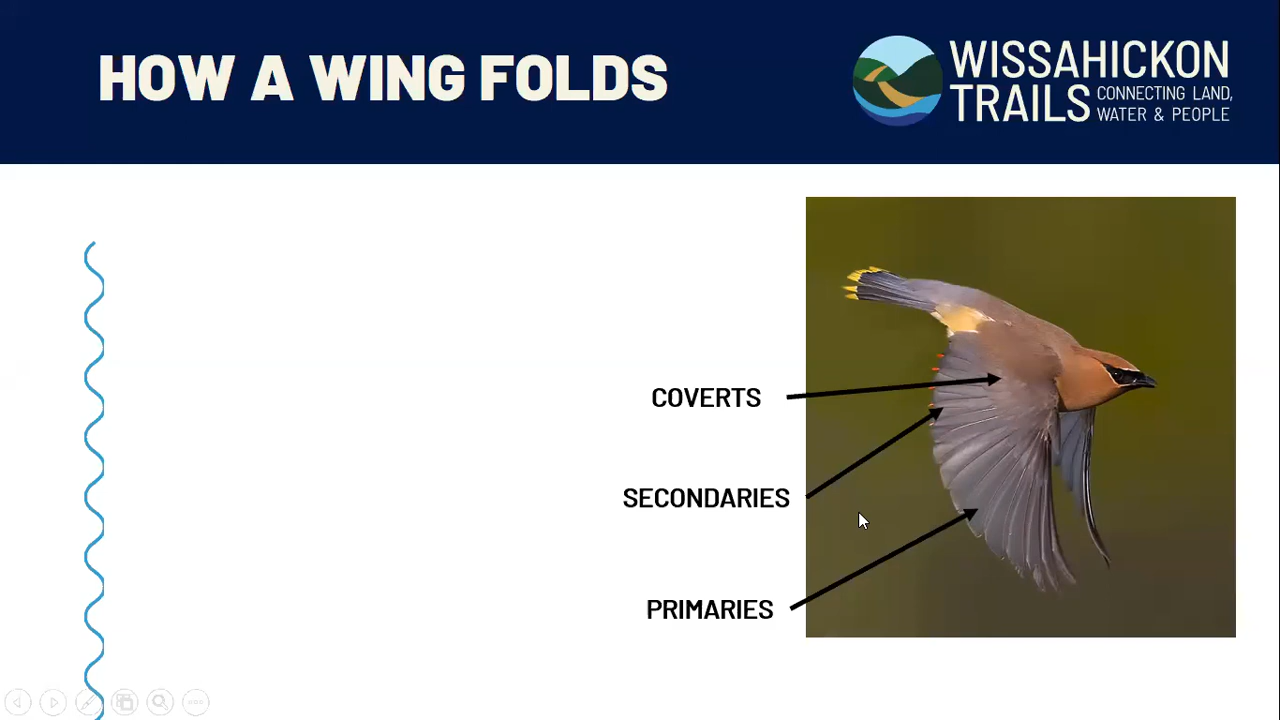 HOW A WING FOLDS
WISSAHICKON
TRAILS
CONNECTING LAND,
WATER & PEOPLE
COVERTS
SECONDARIES
PRIMARIES